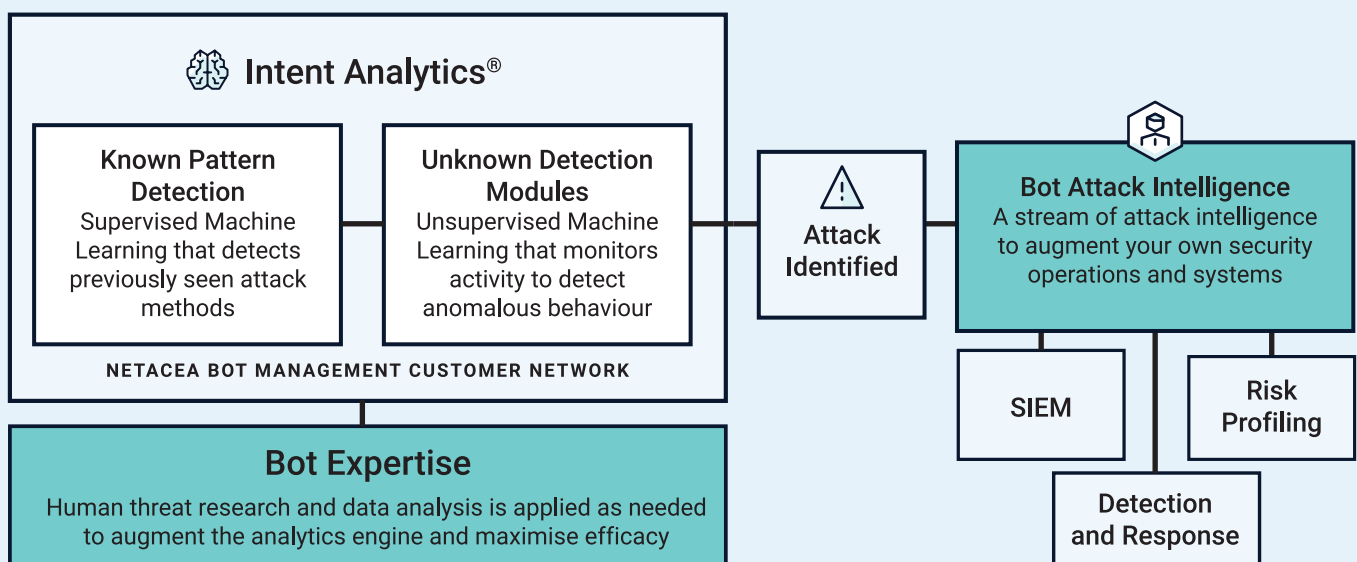 Intent Analytics®
Known Pattern
Detection
Supervised Machine
Learning that detects
previously seen attack
methods
Unknown Detection
Modules
Unsupervised Machine
Learning that monitors
activity to detect
anomalous behaviour
NETACEA BOT MANAGEMENT CUSTOMER NETWORK
Bot Expertise
Human threat research and data analysis is applied as needed
to augment the analytics engine and maximise efficacy
Attack
Identified
Bot Attack Intelligence
A stream of attack intelligence
to augment your own security
operations and systems
SIEM
Detection
and Response
Risk
Profiling